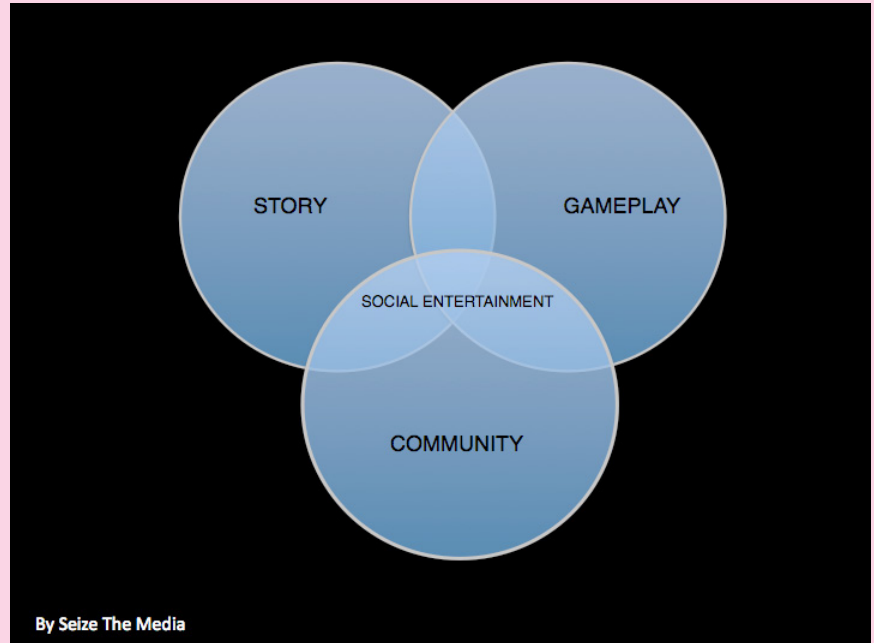 STORY
GAMEPLAY
SOCIAL ENTERTAINMENT
COMMUNITY
By Seize The Media